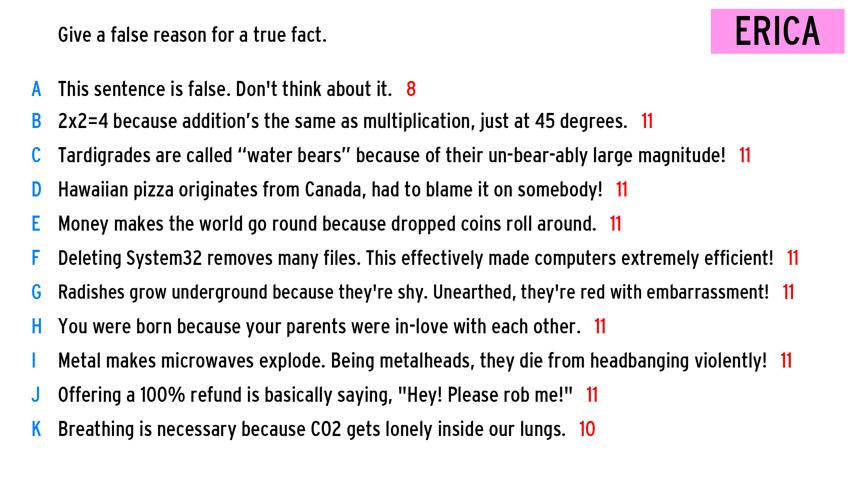 Give a false reason for a true fact.
ERICA
A This sentence is false. Don't think about it. 8
B 2x2=4 because addition’s the same as multiplication, just at 45 degrees. 11
C Tardigrades are called “water bears” because of their un-bear-ably large magnitude! 11
D Hawaiian pizza originates from Canada, had to blame it on somebody! 11
E Money makes the world go round because dropped coins roll around. 11
F Deleting System32 removes many files. This effectively made computers extremely efficient! 11
G Radishes grow underground because they're shy. Unearthed, they're red with embarrassment! 11
H You were born because your parents were in-love with each other. 11
I Metal makes microwaves explode. Being metalheads, they die from headbanging violently! 11
J Offering a 100% refund is basically saying, "Hey! Please rob me!" 11
K Breathing is necessary because CO2 gets lonely inside our lungs. 10